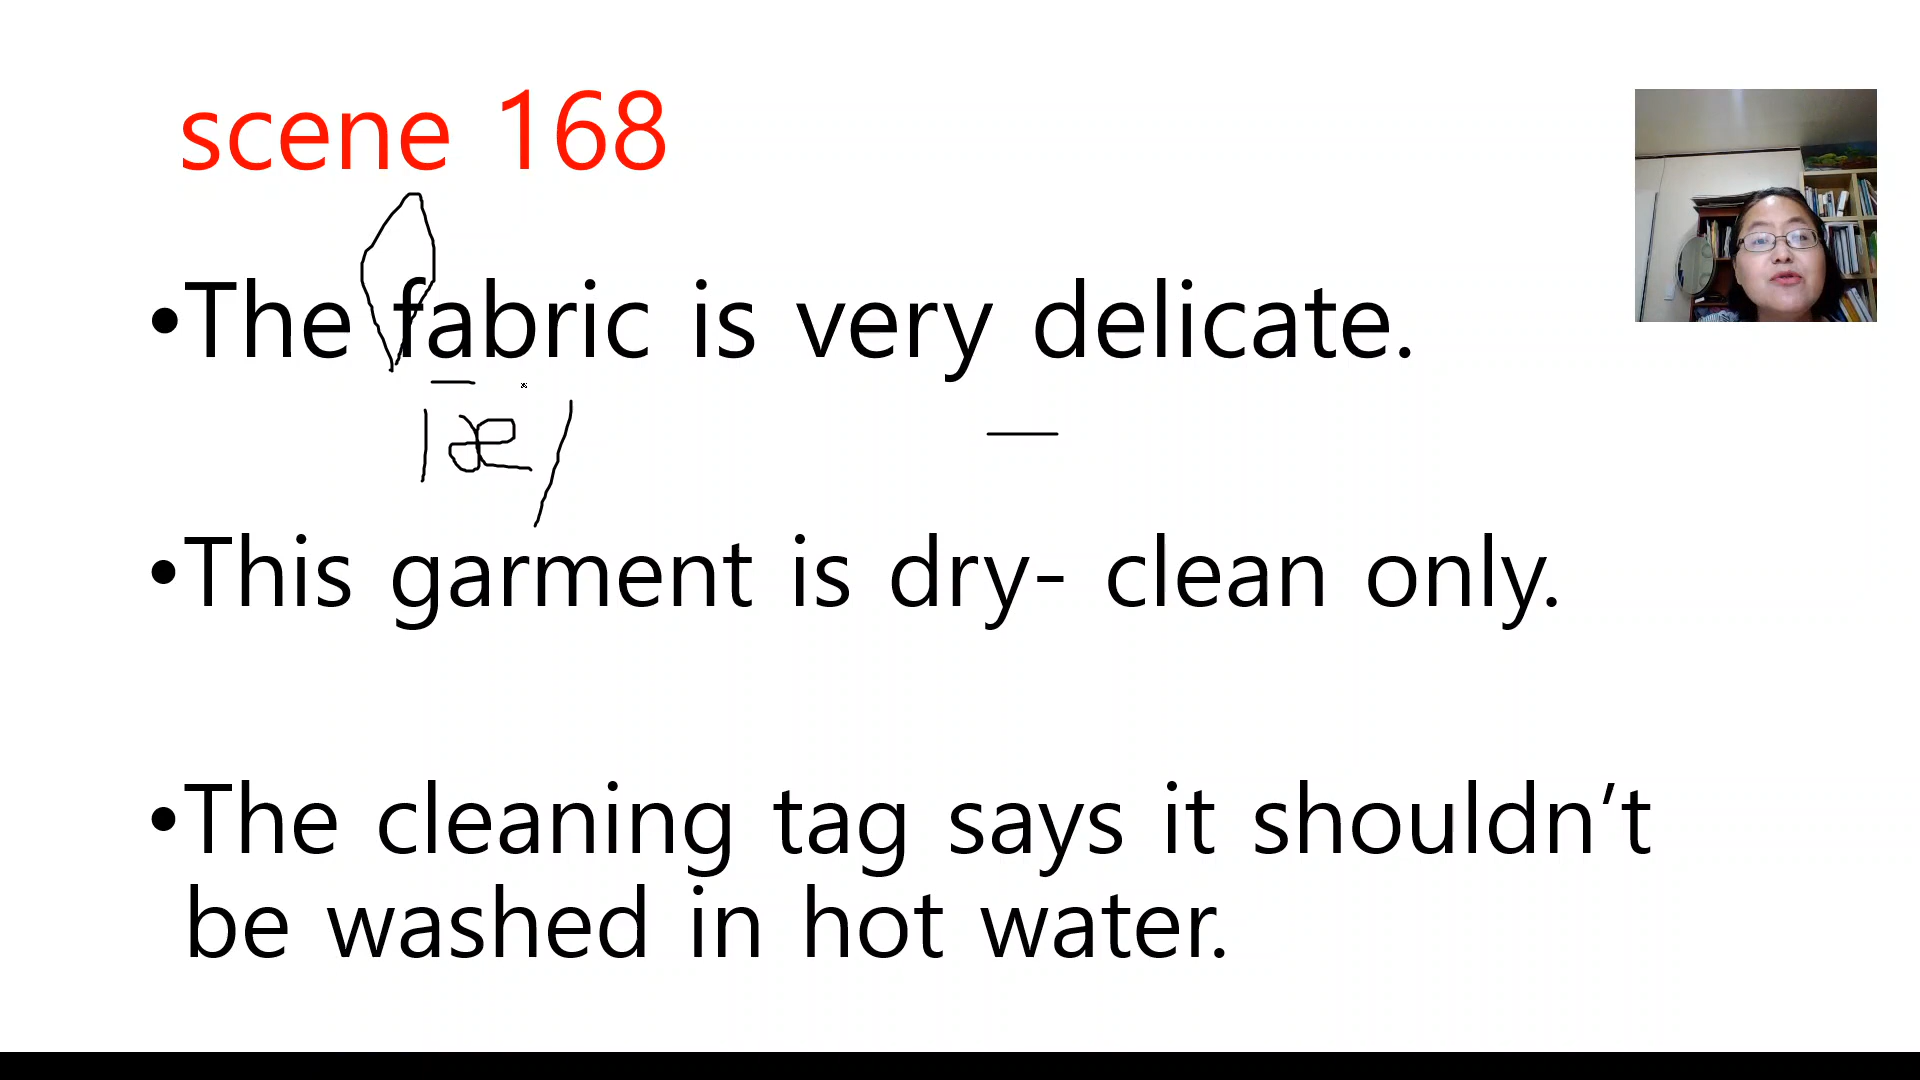 scene 168
•The fabric is very delicate.
/æ/
•This garment is dry- clean only.
•The cleaning tag says it shouldn’t
be washed in hot water.